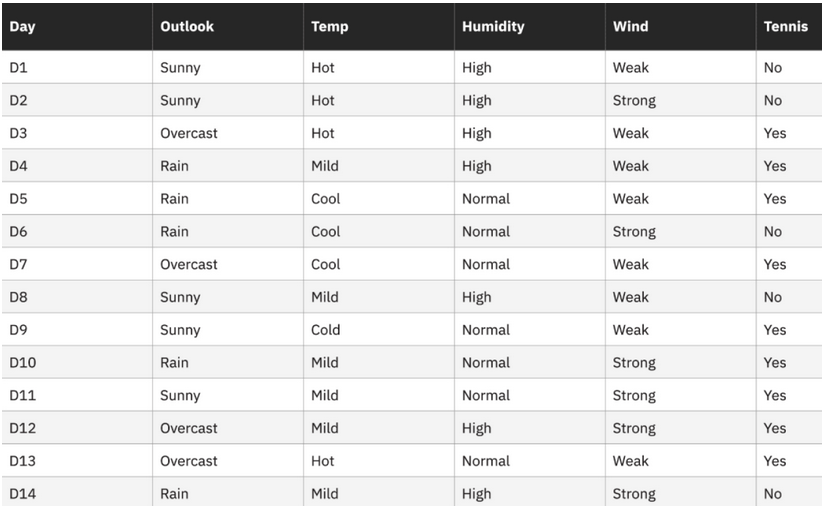 Day Outlook Temp Humidity Wind Tennis
D1 Sunny Hot High Weak No
D2 Sunny Hot High Strong No
D3 Overcast Hot High Weak Yes
D4 Rain Mild High Weak Yes
D5 Rain Cool Normal Weak Yes
D6 Rain Cool Normal Strong No
D7 Overcast Cool Normal Weak Yes
D8 Sunny Mild High Weak No
D9 Sunny Cold Normal Weak Yes
D10 Rain Mild Normal Strong Yes
D11 Sunny Mild Normal Strong Yes
D12 Overcast Mild High Strong Yes
D13 Overcast Hot Normal Weak Yes
D14 Rain Mild High Strong No